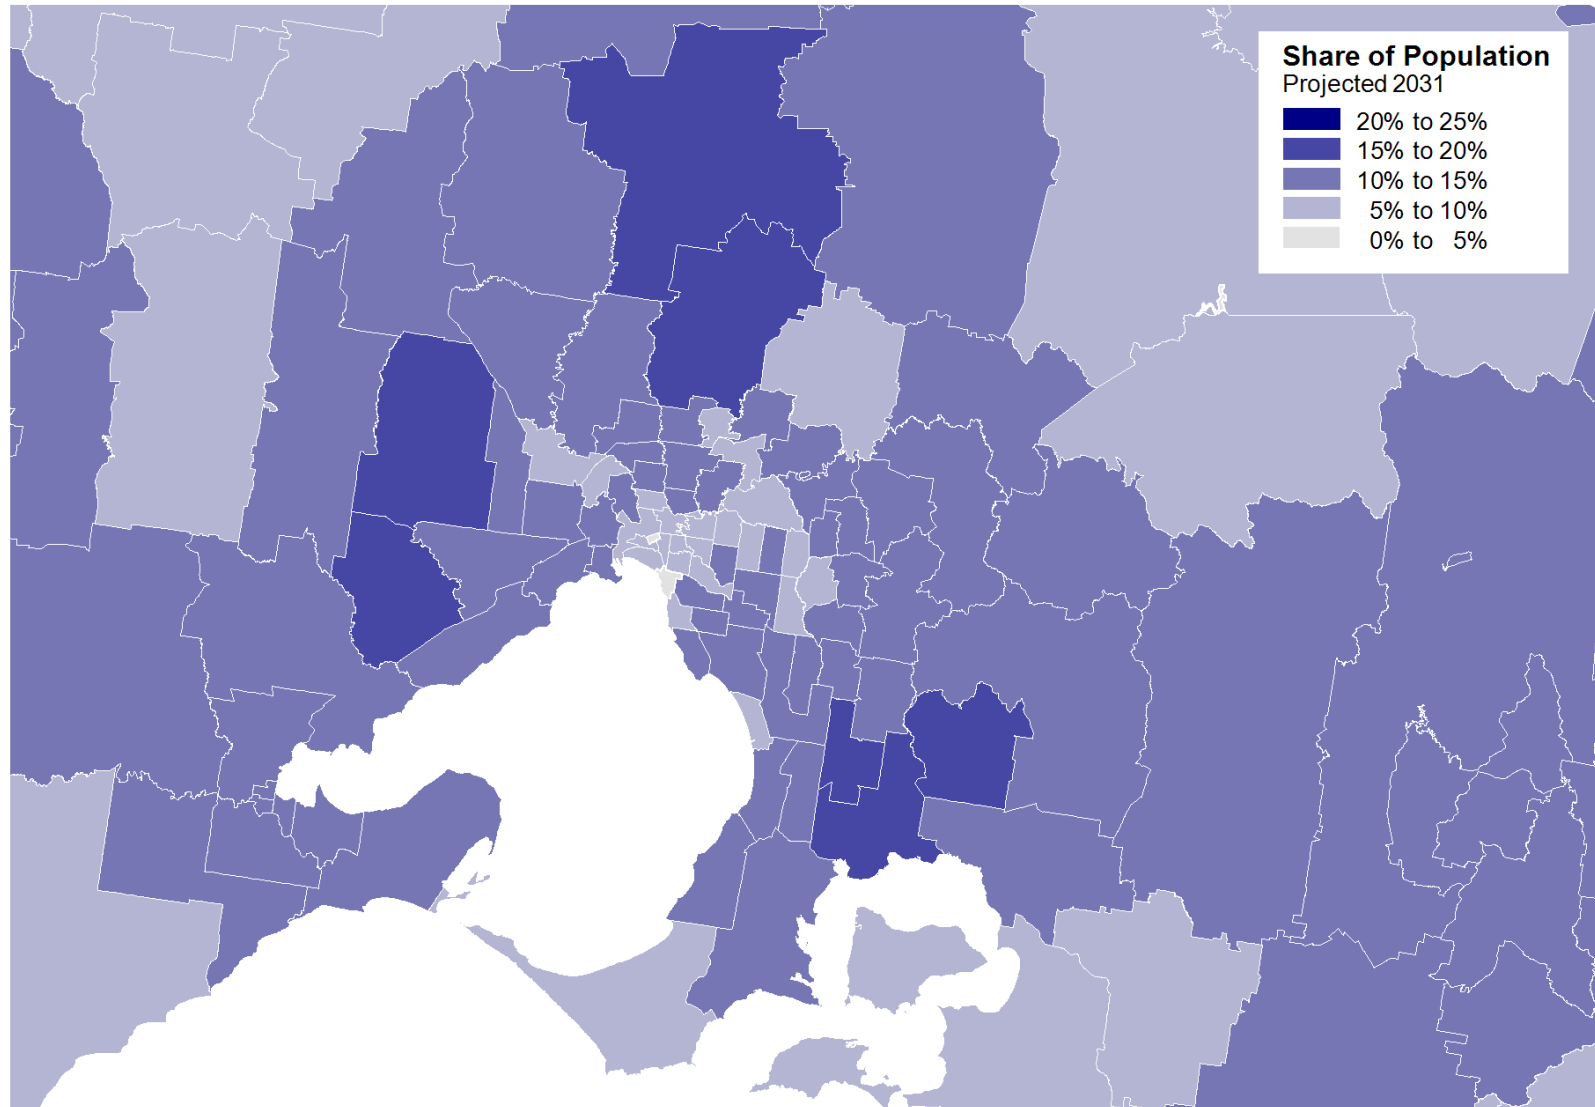 Share of Population
Projected 2031
20% to 25%
15% to 20%
10% to 15%
5% to 10%
0% to 5%